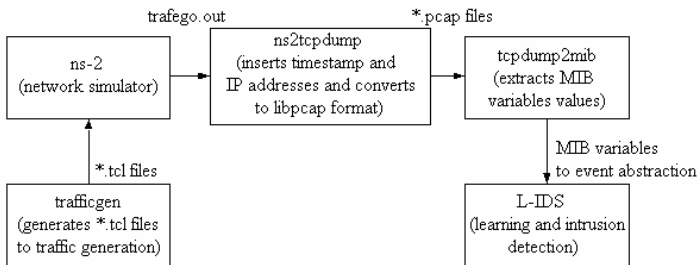 trafego.out
*.pcap files
ns-2
(network simulator)
ns2tcpdump
(inserts timestamp and
IP addresses and converts
to libpcap format)
tcpdump2mib
(extracts MIB
variables values)
*.tcl files
MIB variables
to event abstraction
trafficgen
(generates *.tcl files
to traffic generation)
L-IDS
(learning and intrusion
detection)